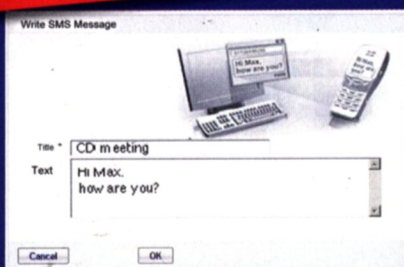 Write SMS Message
Hi Max,
how are you?
Title * CD meeting
Text Hi Max.
how are you?
Cancel OK